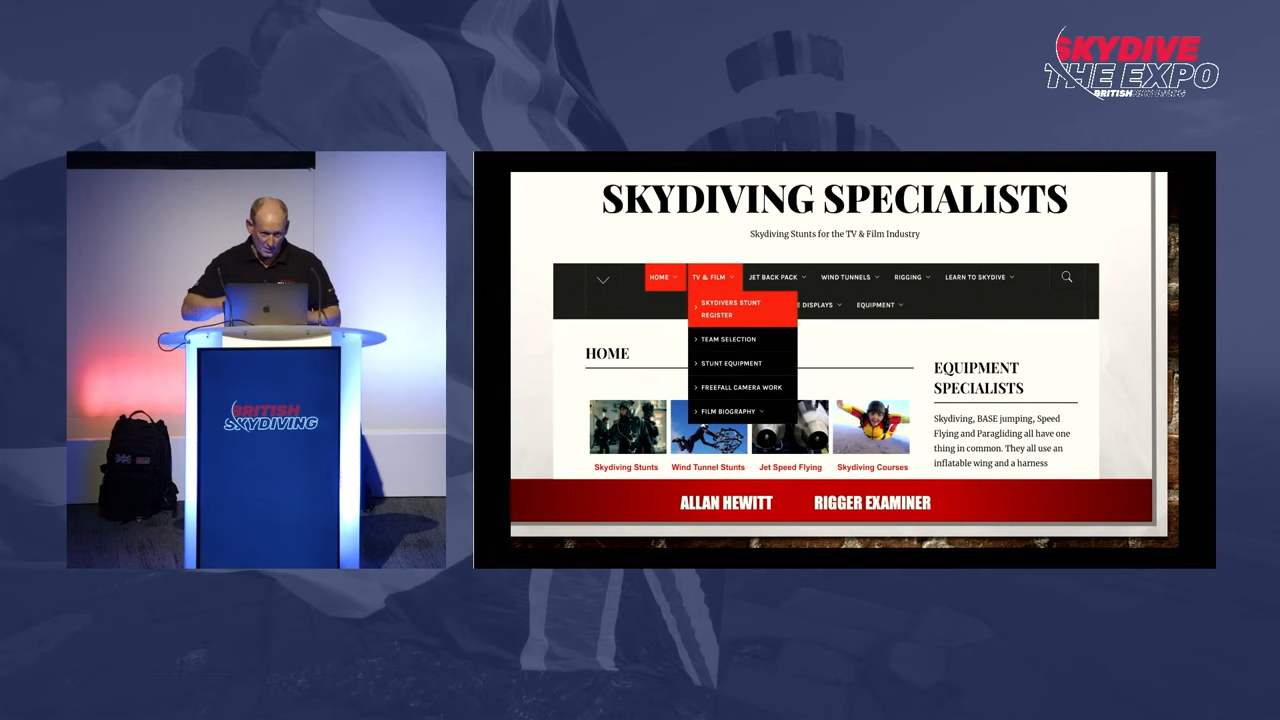 SKYDIVE
THE EXPO
BRITISH SKYDIVING
SKYDIVING SPECIALISTS
Skydiving Stunts for the TV & Film Industry
HOME TV & FILM JET BACK PACK WIND TUNNELS RIGGING LEARN TO SKYDIVE
E DISPLAYS EQUIPMENT
SKYDIVERS STUNT
REGISTER
TEAM SELECTION
STUNT EQUIPMENT
FREEFALL CAMERA WORK
FILM BIOGRAPHY
HOME
Skydiving Stunts Wind Tunnel Stunts Jet Speed Flying Skydiving Courses
EQUIPMENT
SPECIALISTS
Skydiving, BASE jumping, Speed
Flying and Paragliding all have one
thing in common. They all use an
inflatable wing and a harness
ALLAN HEWITT RIGGER EXAMINER
BRITISH
SKYDIVING